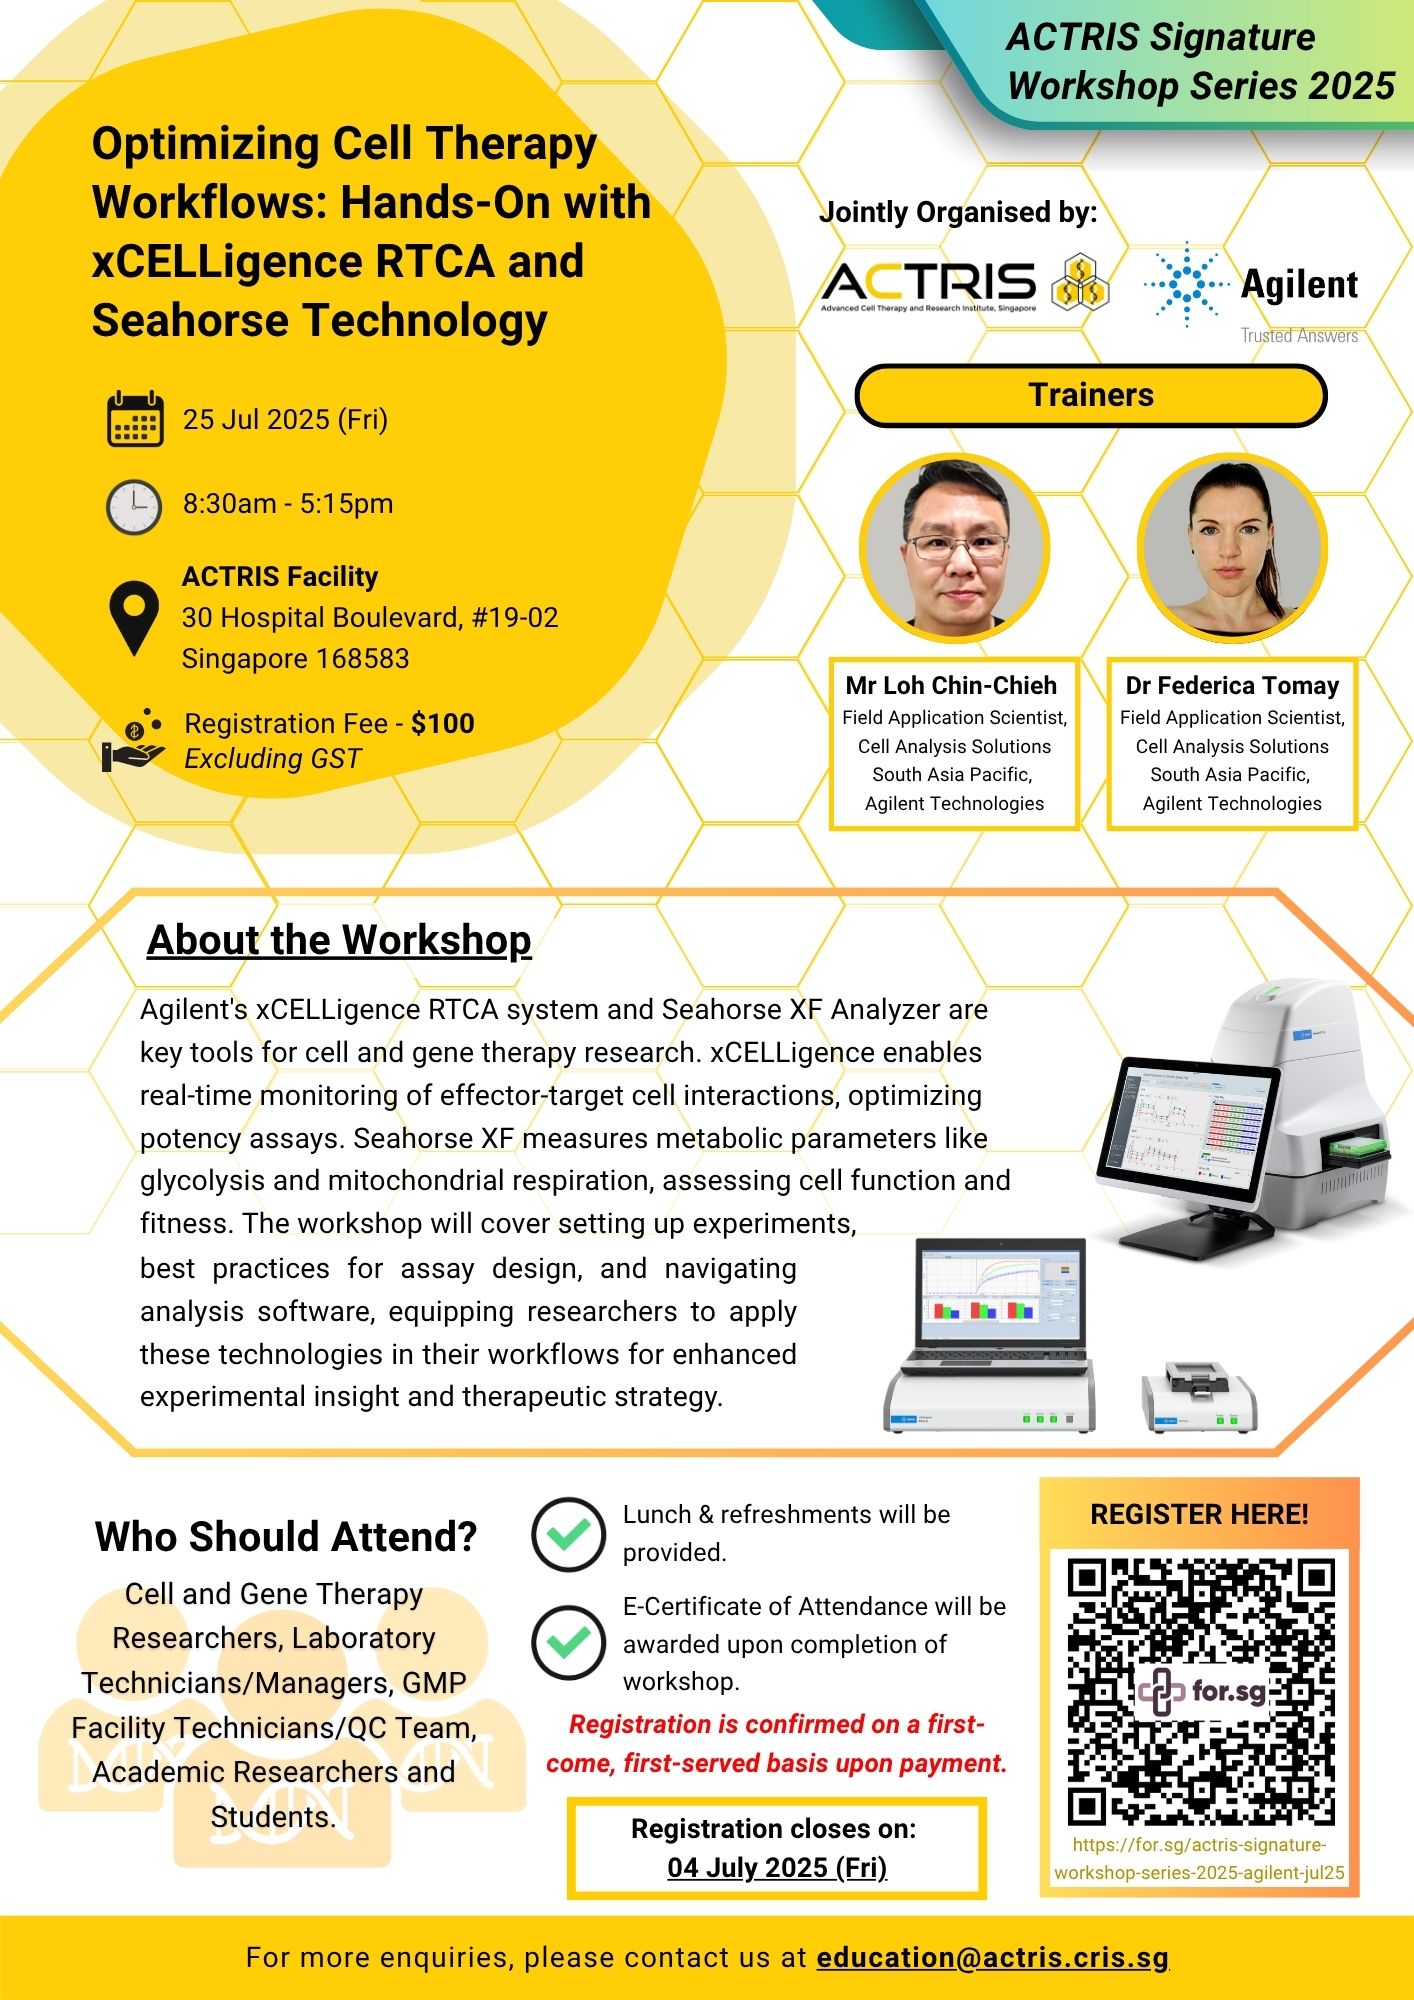 ACTRIS Signature
Workshop Series 2025
Optimizing Cell Therapy
Workflows: Hands-On with
xCELLigence RTCA and
Seahorse Technology
25 Jul 2025 (Fri)
8:30am - 5:15pm
ACTRIS Facility
30 Hospital Boulevard, #19-02
Singapore 168583
Registration Fee - $100
Excluding GST
Jointly Organised by:
ACTRIS
Advanced Cell Therapy and Research Institute, Singapore
Agilent
Trusted Answers
Trainers
Mr Loh Chin-Chieh
Field Application Scientist,
Cell Analysis Solutions
South Asia Pacific,
Agilent Technologies
Dr Federica Tomay
Field Application Scientist,
Cell Analysis Solutions
South Asia Pacific,
Agilent Technologies
About the Workshop
Agilent's xCELLigence RTCA system and Seahorse XF Analyzer are
key tools for cell and gene therapy research. xCELLigence enables
real-time monitoring of effector-target cell interactions, optimizing
potency assays. Seahorse XF measures metabolic parameters like
glycolysis and mitochondrial respiration, assessing cell function and
fitness. The workshop will cover setting up experiments,
best practices for assay design, and navigating
analysis software, equipping researchers to apply
these technologies in their workflows for enhanced
experimental insight and therapeutic strategy.
Who Should Attend?
Cell and Gene Therapy
Researchers, Laboratory
Technicians/Managers, GMP
Facility Technicians/QC Team,
Academic Researchers and
Students.
Lunch & refreshments will be
provided.
E-Certificate of Attendance will be
awarded upon completion of
workshop.
Registration is confirmed on a first-
come, first-served basis upon payment.
Registration closes on:
04 July 2025 (Fri)
REGISTER HERE!
for.sg
https://for.sg/actris-signature-
workshop-series-2025-agilent-jul25
For more enquiries, please contact us at education@actris.cris.sg